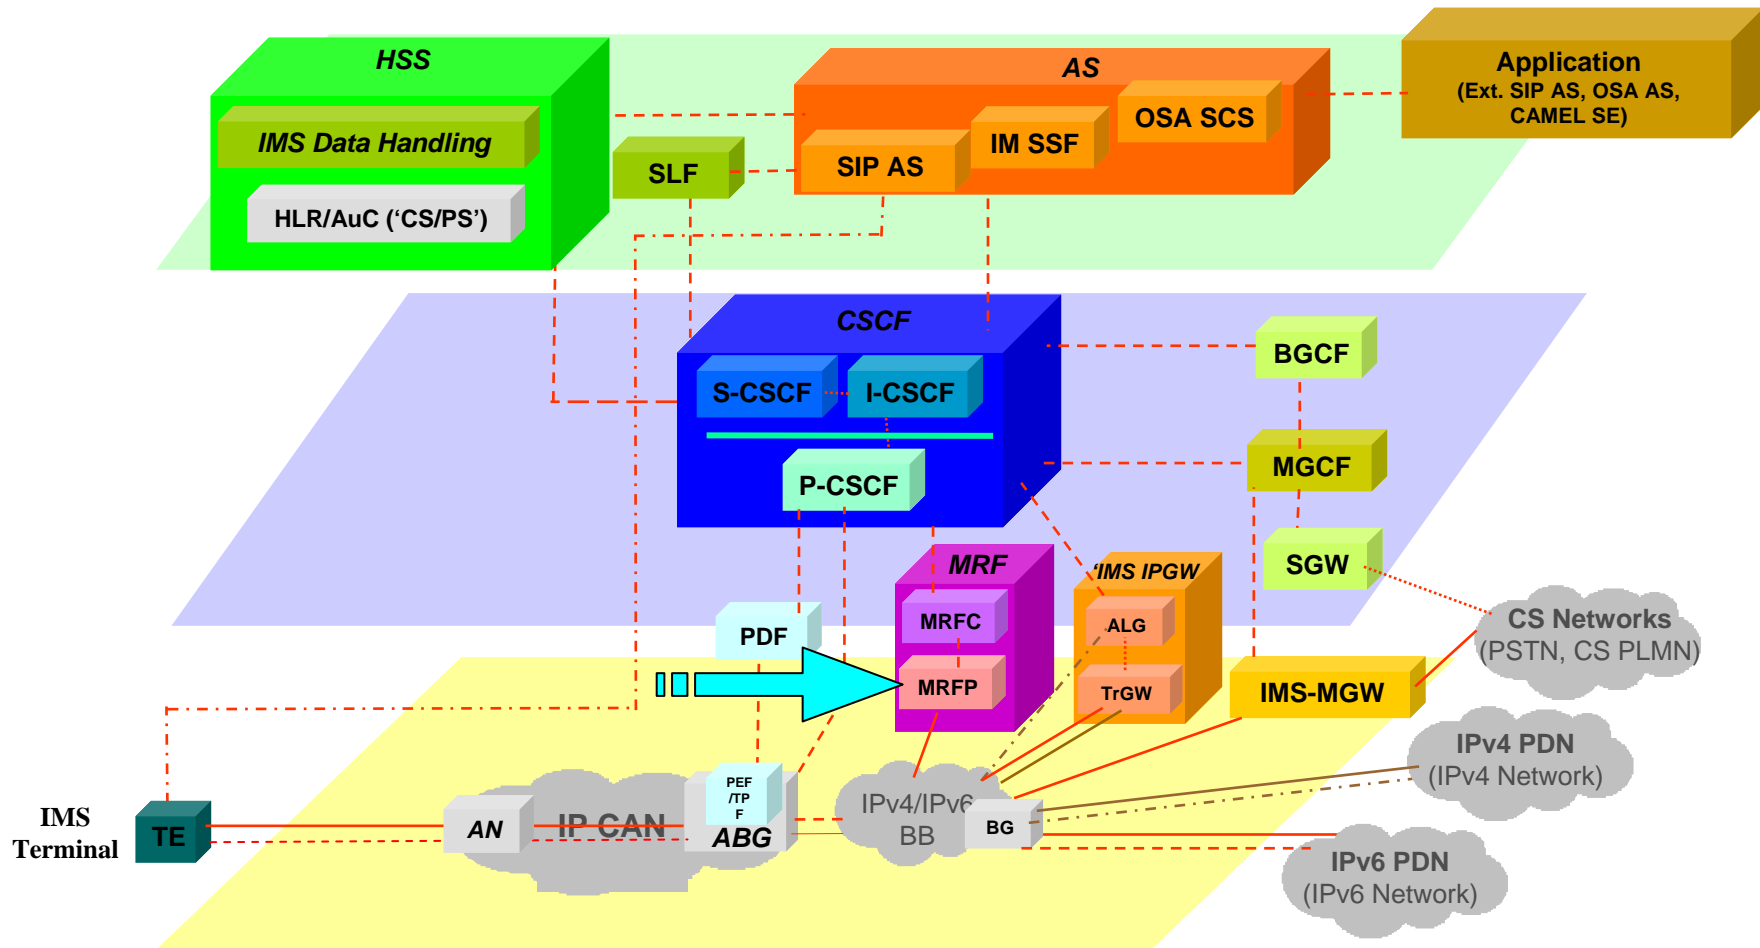 HSS
AS
Application
(Ext. SIP AS, OSA AS,
CAMEL SE)
IMS Data Handling
OSA SCS
IM SSF
SIP AS
SLF
HLR/AuC (‘CS/PS’)
CSCF
S-CSCF
I-CSCF
P-CSCF
BGCF
MGCF
SGW
MRF
MRFC
MRFP
'IMS IPGW
ALG
TrGW
PDF
IMS-MGW
CS Networks
(PSTN, CS PLMN)
IPv4 PDN
(IPv4 Network)
IPv6 PDN
(IPv6 Network)
IMS
Terminal
TE
AN
IP CAN
PEF
/TP
F
ABG
IPv4/IPv6
BB
BG